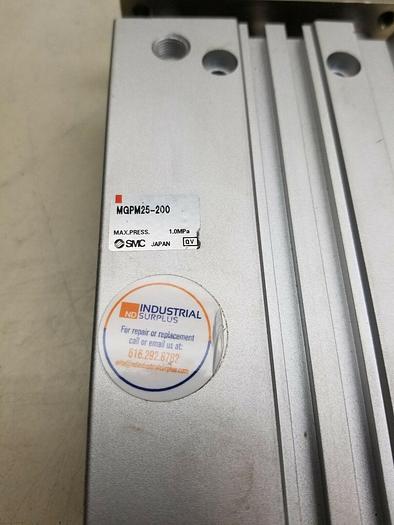 MGPM25-200
MAX.PRESS. 1.0MPa
SMC JAPAN QV
ND INDUSTRIAL
SURPLUS
For repair or replacement
call or email us at:
616.292.6782